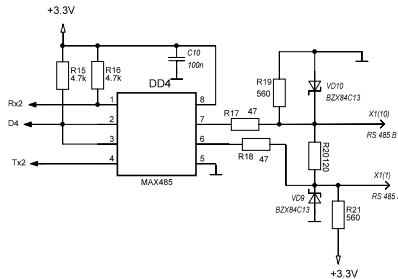 +3.3V
C10
100n
R15
4.7k
R16
4.7k
DD4
R19
560
VD10
BZX84C13
Rx2
1
8
D4
2
7
R17
47
X1(10)
RS 485 B
3
6
R18
47
R20
120
Tx2
4
5
X1(1)
RS 485
MAX485
VD9
BZX84C13
R21
560
+3.3V